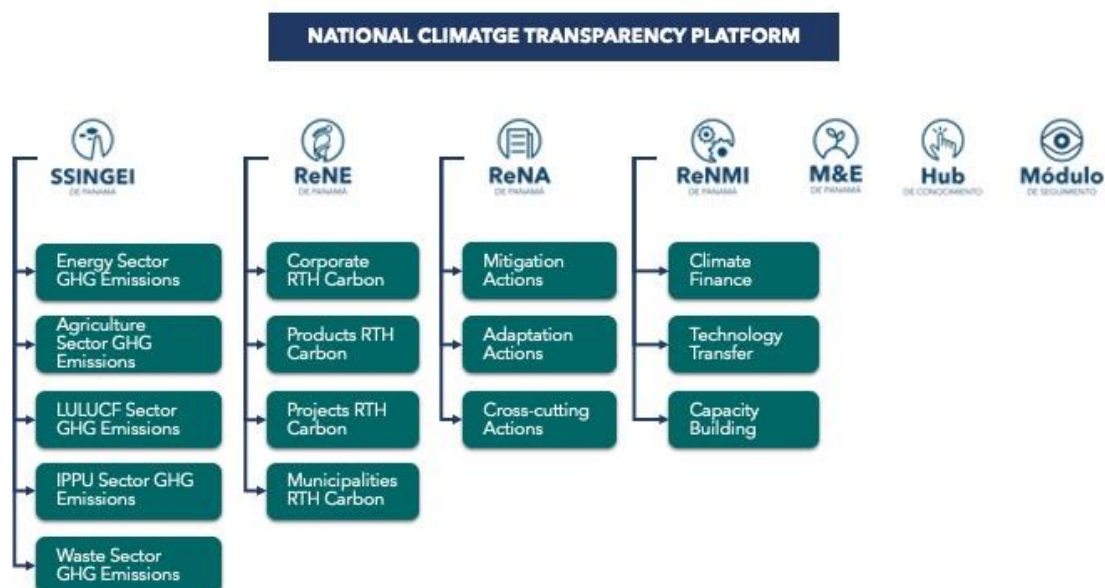 NATIONAL CLIMATGE TRANSPARENCY PLATFORM
SSINGEI
DE PANAMÁ
ReNE
DE PANAMÁ
ReNA
DE PANAMÁ
ReNMI
DE PANAMÁ
M&E
DE PANAMÁ
Hub
DE CONOCIMIENTO
Módulo
DE SEGUIMIENTO
Energy Sector
GHG Emissions
Agriculture
Sector GHG
Emissions
LULUCF Sector
GHG Emissions
IPPU Sector GHG
Emissions
Waste Sector
GHG Emissions
Corporate
RTH Carbon
Products RTH
Carbon
Projects RTH
Carbon
Municipalities
RTH Carbon
Mitigation
Actions
Adaptation
Actions
Cross-cutting
Actions
Climate
Finance
Technology
Transfer
Capacity
Building